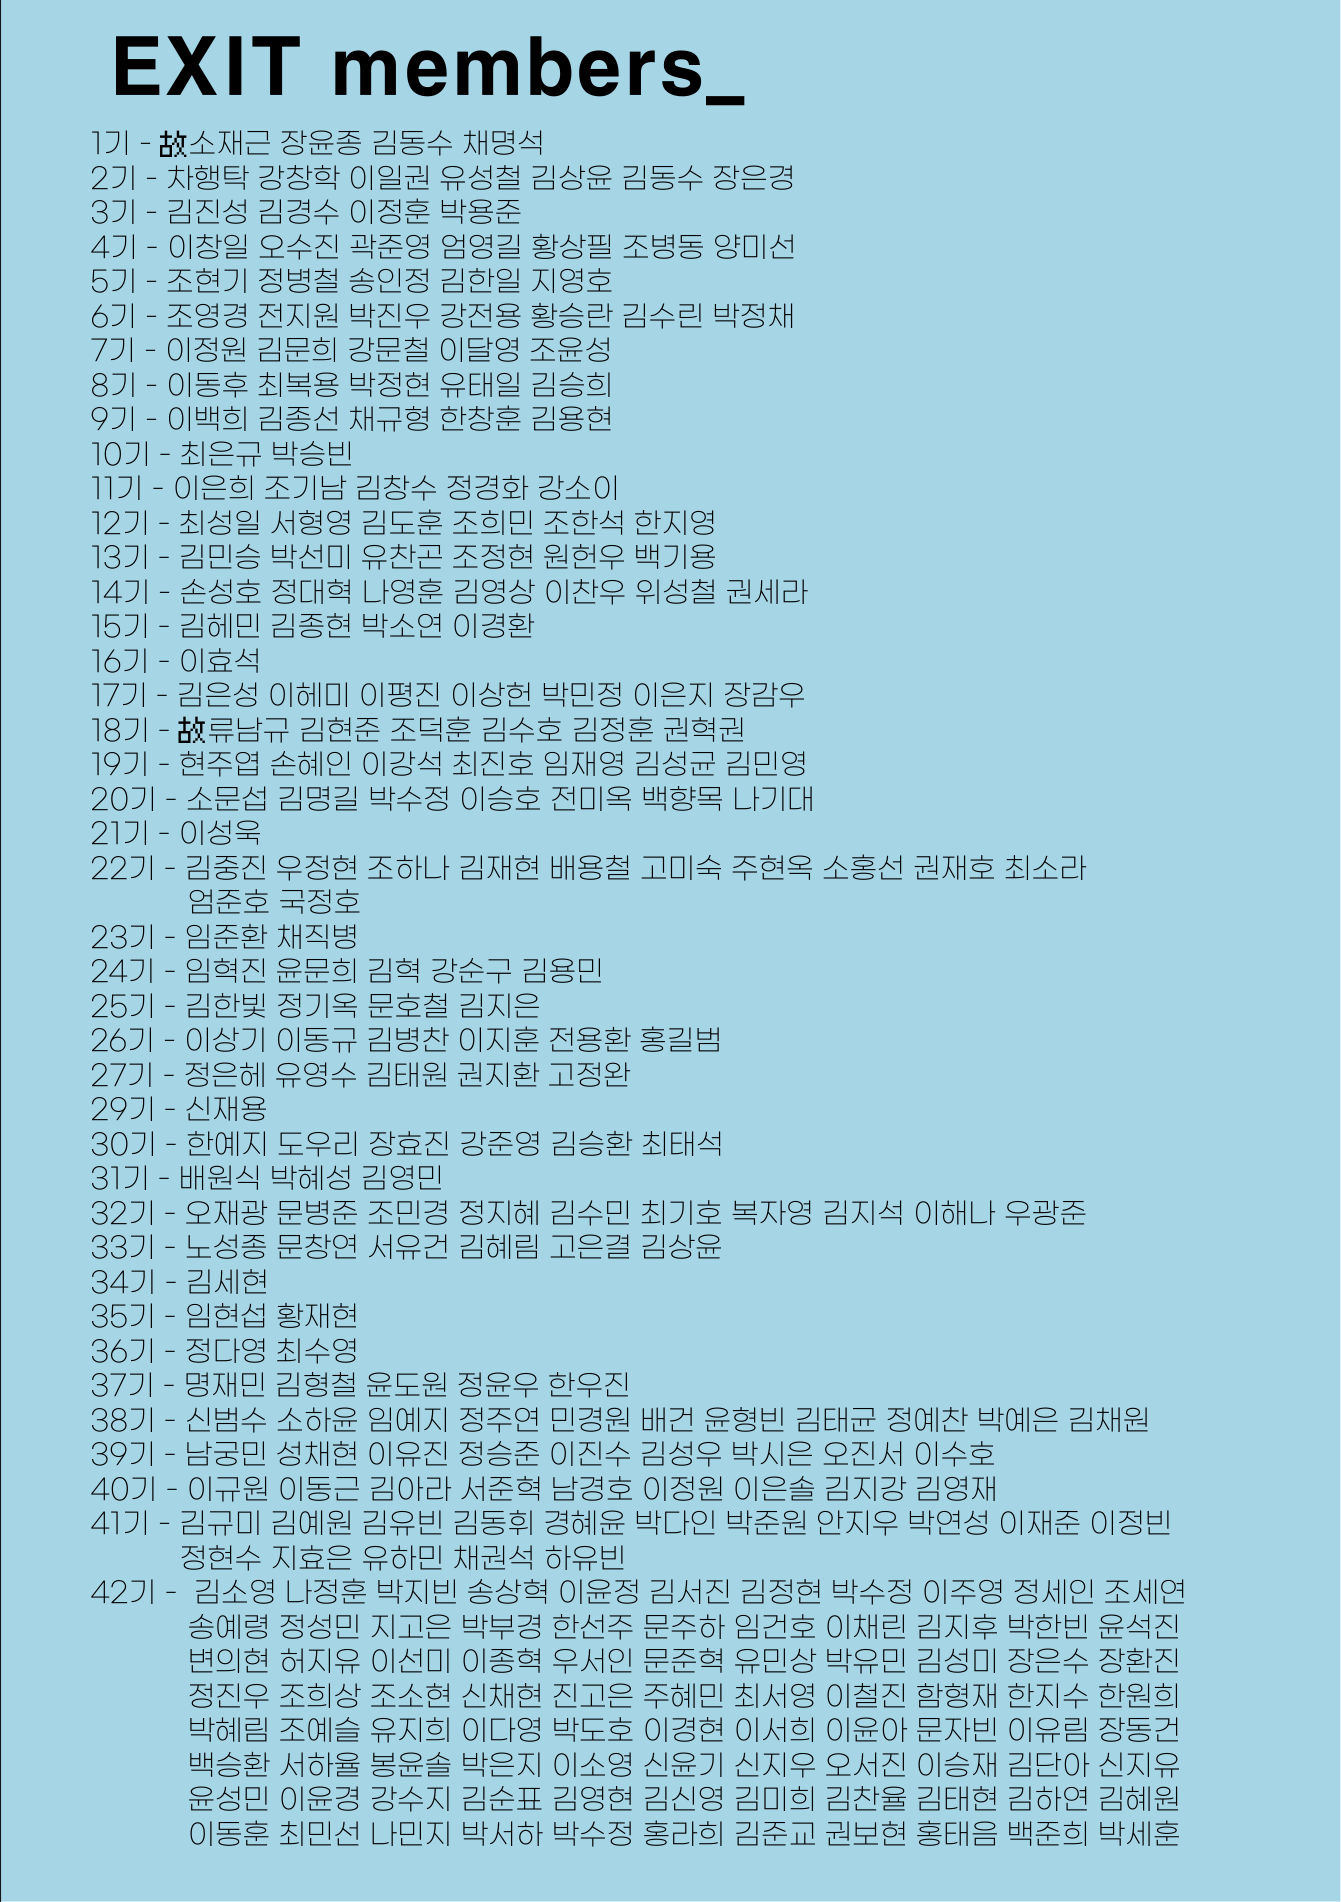 EXIT members_
1기 - 故소재근 장윤종 김동수 채명석
2기 - 차행탁 강창학 이일권 유성철 김상윤 김동수 장은경
3기 - 김진성 김경수 이정훈 박용준
4기 - 이창일 오수진 곽준영 엄영길 황상필 조병동 양미선
5기 - 조현기 정병철 송인정 김한일 지영호
6기 - 조영경 전지원 박진우 강전용 황승란 김수린 박정채
7기 - 이정원 김문희 강문철 이달영 조윤성
8기 - 이동후 최복용 박정현 유태일 김승희
9기 - 이백희 김종선 채규형 한창훈 김용현
10기 - 최은규 박승빈
11기 - 이은희 조기남 김창수 정경화 강소이
12기 - 최성일 서형영 김도훈 조희민 조한석 한지영
13기 - 김민승 박선미 유찬곤 조정현 원헌우 백기용
14기 - 손성호 정대혁 나영훈 김영상 이찬우 위성철 권세라
15기 - 김헤민 김종현 박소연 이경환
16기 - 이효석
17기 - 김은성 이헤미 이평진 이상헌 박민정 이은지 장감우
18기 - 故류남규 김현준 조덕훈 김수호 김정훈 권혁권
19기 - 현주엽 손혜인 이강석 최진호 임재영 김성균 김민영
20기 - 소문섭 김명길 박수정 이승호 전미옥 백향목 나기대
21기 - 이성욱
22기 - 김중진 우정현 조하나 김재현 배용철 고미숙 주현옥 소홍선 권재호 최소라
엄준호 국정호
23기 - 임준환 채직병
24기 - 임혁진 윤문희 김혁 강순구 김용민
25기 - 김한빛 정기옥 문호철 김지은
26기 - 이상기 이동규 김병찬 이지훈 전용환 홍길범
27기 - 정은혜 유영수 김태원 권지환 고정완
29기 - 신재용
30기 - 한예지 도우리 장효진 강준영 김승환 최태석
31기 - 배원식 박혜성 김영민
32기 - 오재광 문병준 조민경 정지혜 김수민 최기호 복자영 김지석 이해나 우광준
33기 - 노성종 문창연 서유건 김혜림 고은결 김상윤
34기 - 김세현
35기 - 임현섭 황재현
36기 - 정다영 최수영
37기 - 명재민 김형철 윤도원 정윤우 한우진
38기 - 신범수 소하윤 임예지 정주연 민경원 배건 윤형빈 김태균 정예찬 박예은 김채원
39기 - 남궁민 성채현 이유진 정승준 이진수 김성우 박시은 오진서 이수호
40기 - 이규원 이동근 김아라 서준혁 남경호 이정원 이은솔 김지강 김영재
41기 - 김규미 김예원 김유빈 김동휘 경혜윤 박다인 박준원 안지우 박연성 이재준 이정빈
정현수 지효은 유하민 채권석 하유빈
42기 - 김소영 나정훈 박지빈 송상혁 이윤정 김서진 김정현 박수정 이주영 정세인 조세연
송예령 정성민 지고은 박부경 한선주 문주하 임건호 이채린 김지후 박한빈 윤석진
변의현 허지유 이선미 이종혁 우서인 문준혁 유민상 박유민 김성미 장은수 장환진
정진우 조희상 조소현 신채현 진고은 주혜민 최서영 이철진 함형재 한지수 한원희
박혜림 조예슬 유지희 이다영 박도호 이경현 이서희 이윤아 문자빈 이유림 장동건
백승환 서하율 봉윤솔 박은지 이소영 신윤기 신지우 오서진 이승재 김단아 신지유
윤성민 이윤경 강수지 김순표 김영현 김신영 김미희 김찬율 김태현 김하연 김혜원
이동훈 최민선 나민지 박서하 박수정 홍라희 김준교 권보현 홍태음 백준희 박세훈